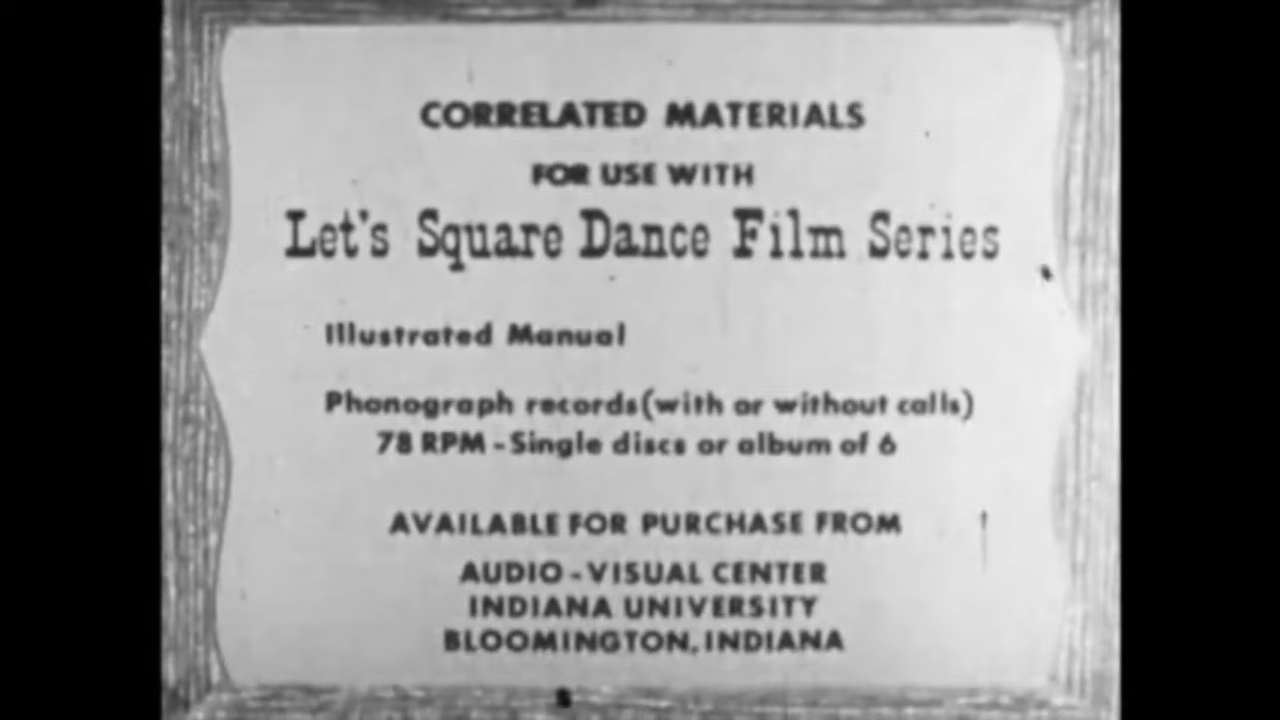 CORRELATED MATERIALS
FOR USE WITH
Let's Square Dance Film Series
Illustrated Manual
Phonograph records(with or without calls)
78 RPM - Single discs or album of 6
AVAILABLE FOR PURCHASE FROM
AUDIO-VISUAL CENTER
INDIANA UNIVERSITY
BLOOMINGTON, INDIANA